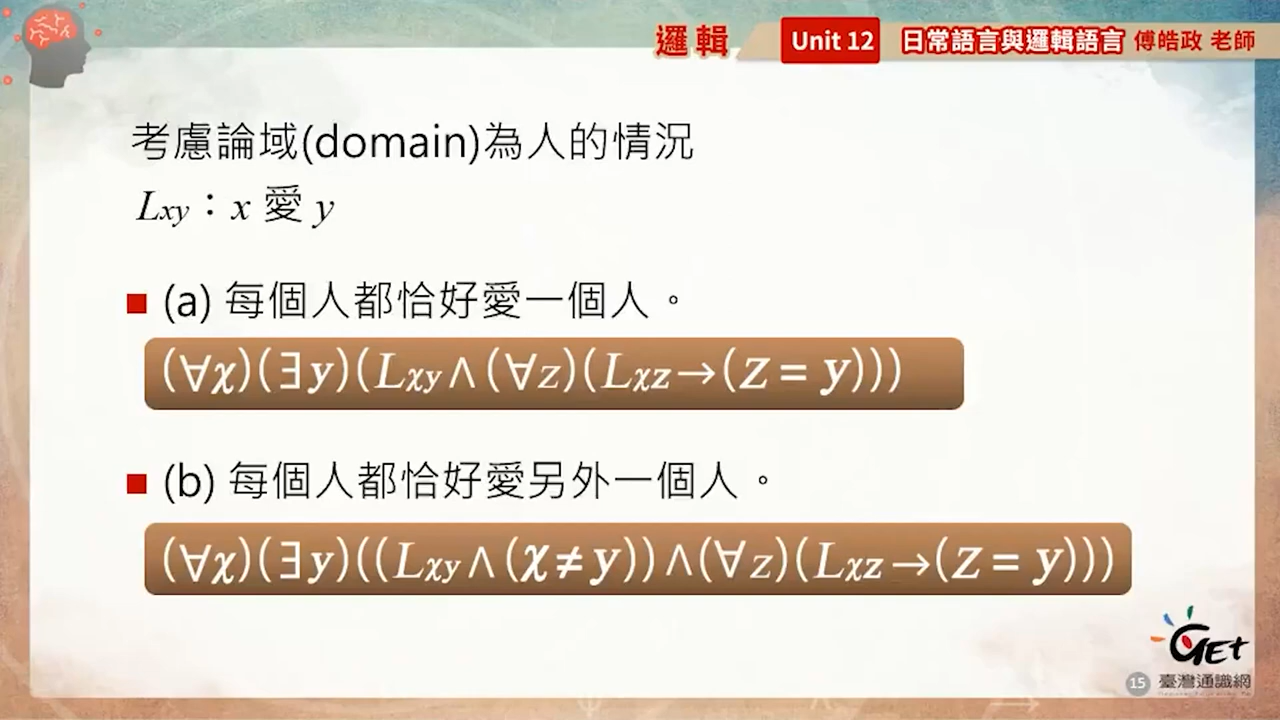 邏輯 Unit 12 日常語言與邏輯語言 傅皓政 老師
考慮論域(domain)為人的情況
Lxy：x 愛 y
(a) 每個人都恰好愛一個人。
(∀χ)(∃y)(Lχy∧(∀z)(Lχz→(z = y)))
(b) 每個人都恰好愛另外一個人。
(∀χ)(∃y)((Lχy∧(χ≠y))∧(∀z)(Lχz→(z = y)))
GET
15 臺灣通識網